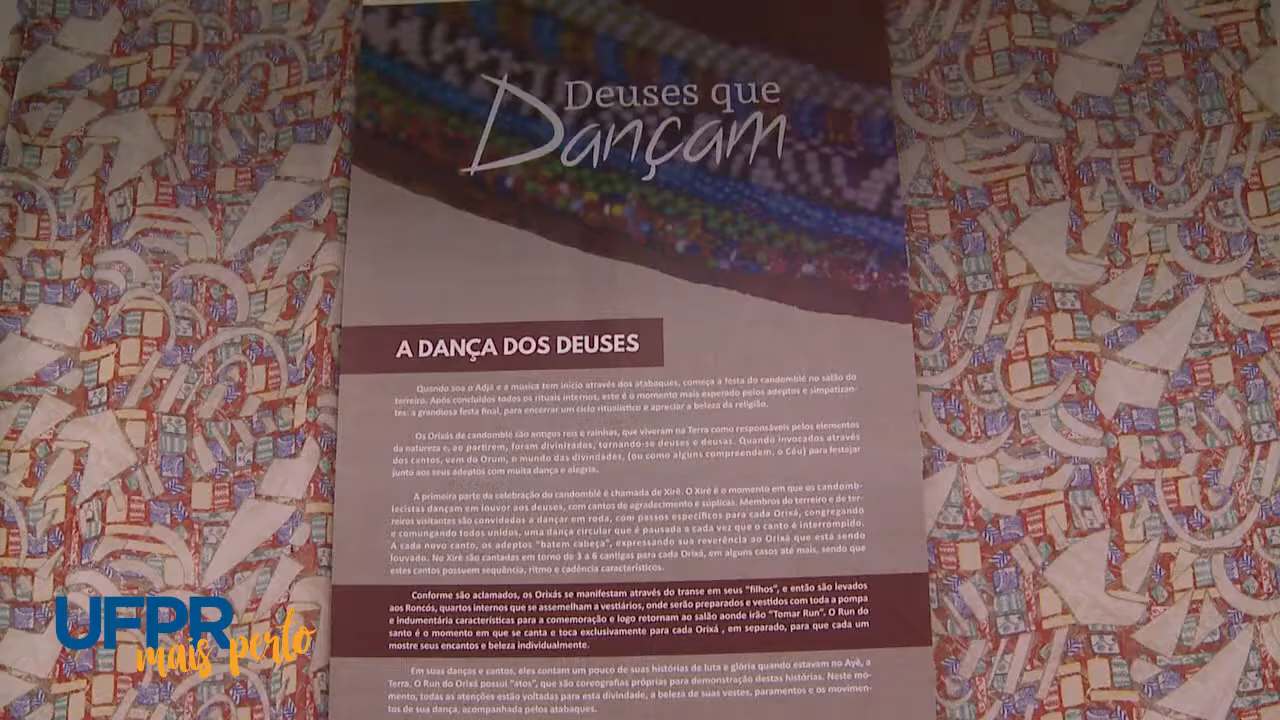 Deuses que
Dançam
A DANÇA DOS DEUSES
Quando soa o Adjá e a música tem início através dos atabaques, começa a festa do candomblé no salão do
terreiro. Após concluídos todos os rituais internos, este é o momento mais esperado pelos adeptos e simpatizan-
tes: a grandiosa festa final, para encerrar um ciclo ritualístico e apreciar a beleza da religião.
Os Orixás de candomblé são antigos reis e rainhas, que viveram na Terra como responsáveis pelos elementos
da natureza e, ao partirem, foram divinizados, tornando-se deuses e deusas. Quando invocados através
dos cantos, vem do Orum, o mundo das divindades, (ou como alguns compreendem, o Céu) para festejar
junto aos seus adeptos com muita dança e alegria.
A primeira parte da celebração do candomblé é chamada de Xirê. O Xirê é o momento em que os candomb-
lecistas dançam em louvor aos deuses, com cantos de agradecimento e súplicas. Membros do terreiro e de ter-
reiros visitantes são convidados a dançar em roda, com passos específicos para cada Orixá, congregando
e comungando todos unidos, uma dança circular que é pausada a cada vez que o canto é interrompido.
A cada novo canto, os adeptos "batem cabeça", expressando sua reverência ao Orixá que está sendo
louvado. No Xirê são cantadas em torno de 3 a 6 cantigas para cada Orixá, em alguns casos até mais, sendo que
estes cantos possuem sequência, ritmo e cadência característicos.
Conforme são aclamados, os Orixás se manifestam através do transe em seus "filhos", e então são levados
aos Roncós, quartos internos que se assemelham a vestiários, onde serão preparados e vestidos com toda a pompa
e indumentária características para a comemoração e logo retornam ao salão aonde irão "Tomar Run". O Run do
santo é o momento em que se canta e toca exclusivamente para cada Orixá , em separado, para que cada um
mostre seus encantos e beleza individualmente.
Em suas danças e cantos, eles contam um pouco de suas histórias de luta e glória quando estavam no Ayê, a
Terra. O Run do Orixá possui "atos", que são coreografias próprias para demonstração destas histórias. Neste mo-
mento, todas as atenções estão voltadas para esta divindade, a beleza de suas vestes, paramentos e os movimen-
tos de sua dança, acompanhada pelos atabaques.
UFPR
mais perto